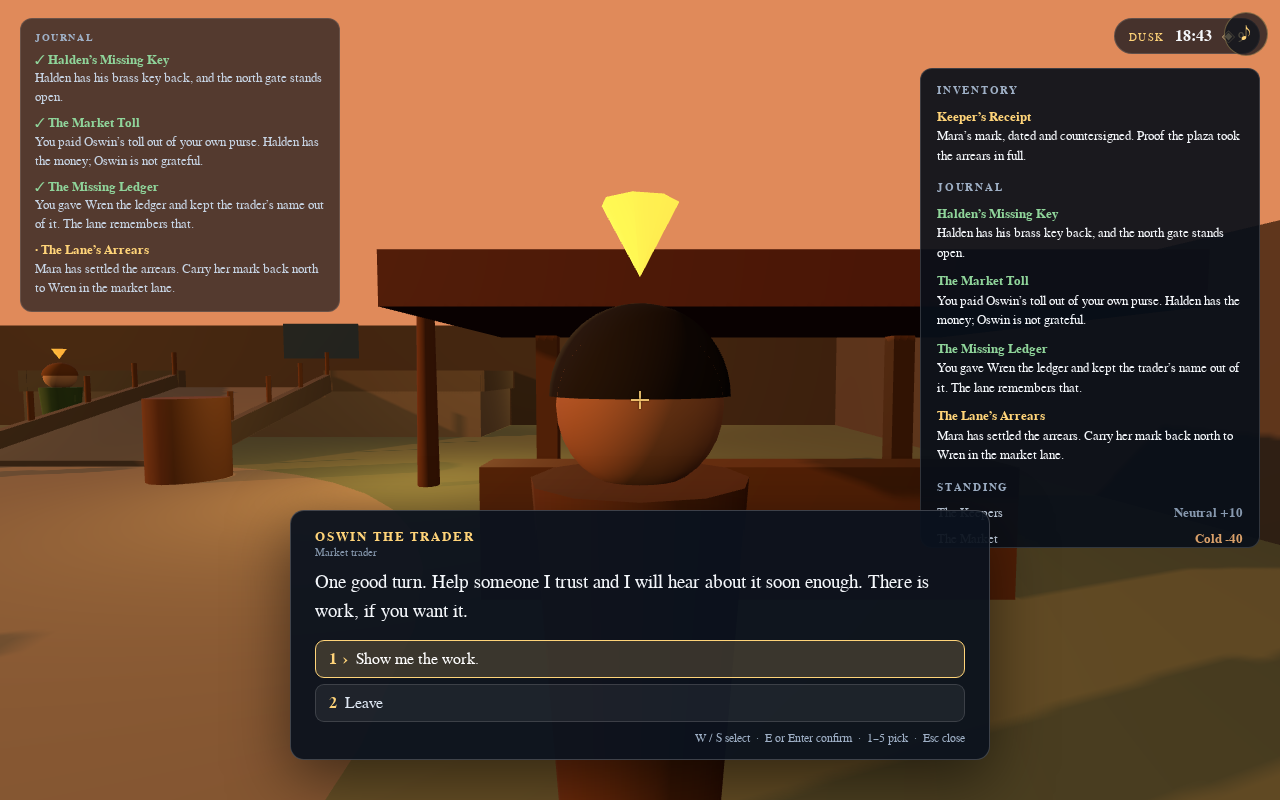 JOURNAL
✓ Halden's Missing Key
Halden has his brass key back, and the north gate stands
open.
✓ The Market Toll
You paid Oswin's toll out of your own purse. Halden has
the money; Oswin is not grateful.
✓ The Missing Ledger
You gave Wren the ledger and kept the trader's name out
of it. The lane remembers that.
· The Lane's Arrears
Mara has settled the arrears. Carry her mark back north
to Wren in the market lane.
DUSK 18:43
INVENTORY
Keeper's Receipt
Mara's mark, dated and countersigned. Proof the plaza took
the arrears in full.
JOURNAL
Halden's Missing Key
Halden has his brass key back, and the north gate stands
open.
The Market Toll
You paid Oswin's toll out of your own purse. Halden has the
money; Oswin is not grateful.
The Missing Ledger
You gave Wren the ledger and kept the trader's name out of
it. The lane remembers that.
The Lane's Arrears
Mara has settled the arrears. Carry her mark back north to
Wren in the market lane.
STANDING
The Keepers Neutral +10
The Market Cold -40
OSWIN THE TRADER
Market trader
One good turn. Help someone I trust and I will hear about it soon enough. There is
work, if you want it.
1 › Show me the work.
2 Leave
W / S select · E or Enter confirm · 1–5 pick · Esc close